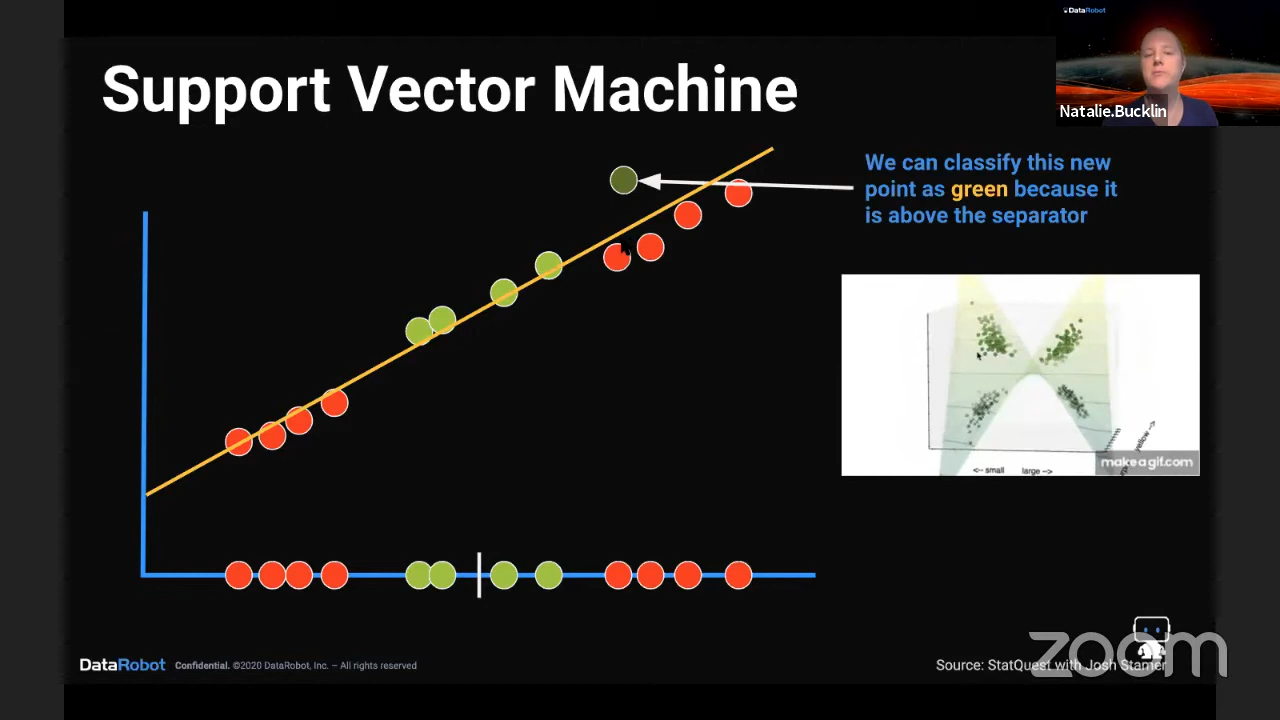 DataRobot
Natalie.Bucklin
Support Vector Machine
We can classify this new
point as green because it
is above the separator
yellow -->
makeagif.com
<-- small
large -->
DataRobot
Confidential. ©2020 DataRobot, Inc. – All rights reserved
Source: StatQuest with Josh Starmer
zoom